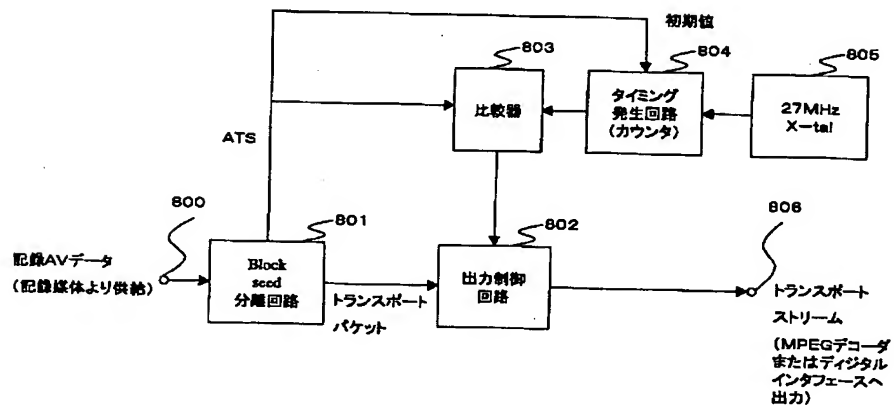 初期値
803
804
805
比較器
タイミング
発生回路
(カウンタ)
27MHz
X-tal
ATS
800
801
802
806
記録AVデータ
(記録媒体より供給)
Block
seed
分離回路
トランスポート
パケット
出力制御
回路
トランスポート
ストリーム
(MPEGデコーダ
またはディジタル
インタフェースへ
出力)